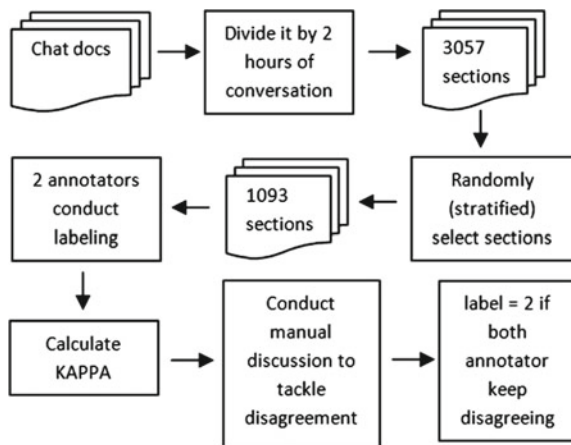 Chat docs
Divide it by 2
hours of
conversation
3057
sections
Randomly
(stratified)
select sections
1093
sections
2 annotators
conduct
labeling
Calculate
KAPPA
Conduct
manual
discussion to
tackle
disagreement
label = 2 if
both
annotator
keep
disagreeing